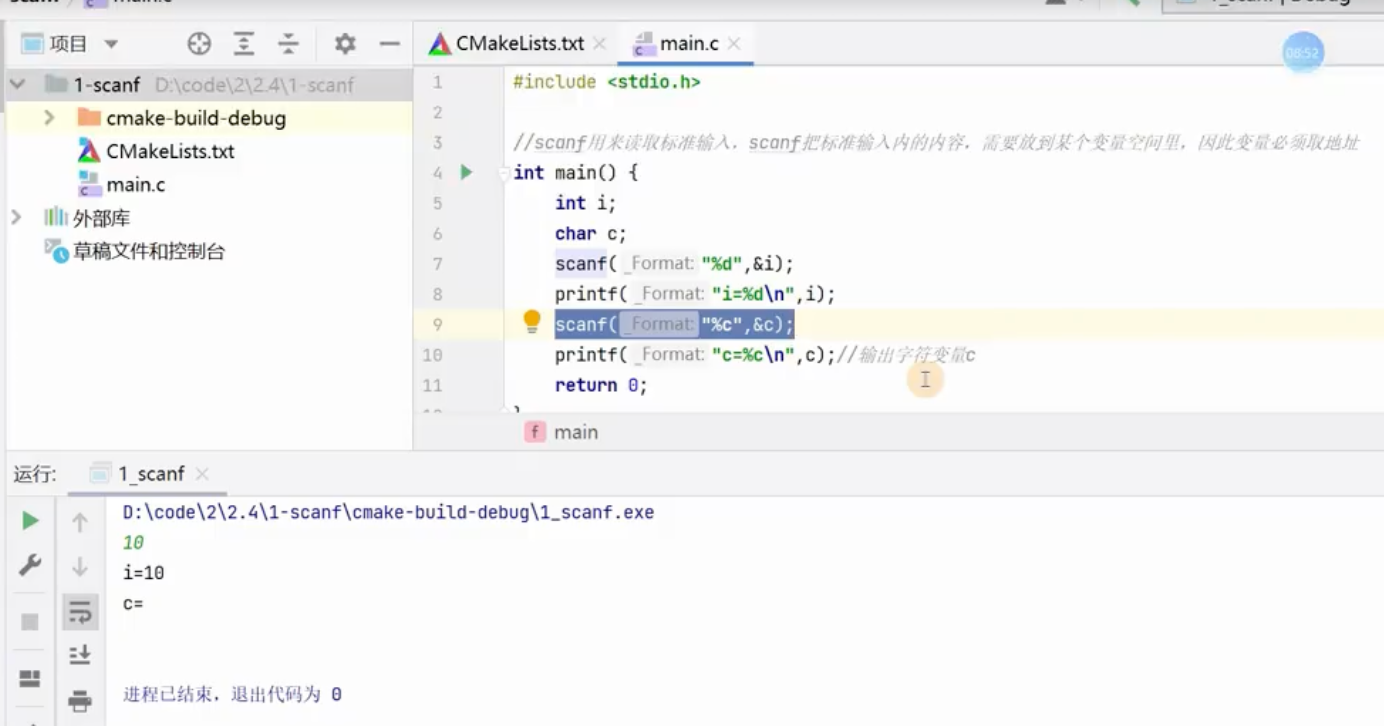 main.c
项目
CMakeLists.txt
main.c
08:52
1-scanf D:\code\2\2.4\1-scanf
cmake-build-debug
CMakeLists.txt
main.c
外部库
草稿文件和控制台
1 #include <stdio.h>
2
3 //scanf用来读取标准输入，scanf把标准输入内的内容，需要放到某个变量空间里，因此变量必须取地址
4 int main() {
5 int i;
6 char c;
7 scanf( _Format: "%d",&i);
8 printf( _Format: "i=%d\n",i);
9 scanf( _Format: "%c",&c);
10 printf( _Format: "c=%c\n",c);//输出字符变量c
11 return 0;
f main
运行: 1_scanf
D:\code\2\2.4\1-scanf\cmake-build-debug\1_scanf.exe
10
i=10
c=
进程已结束，退出代码为 0